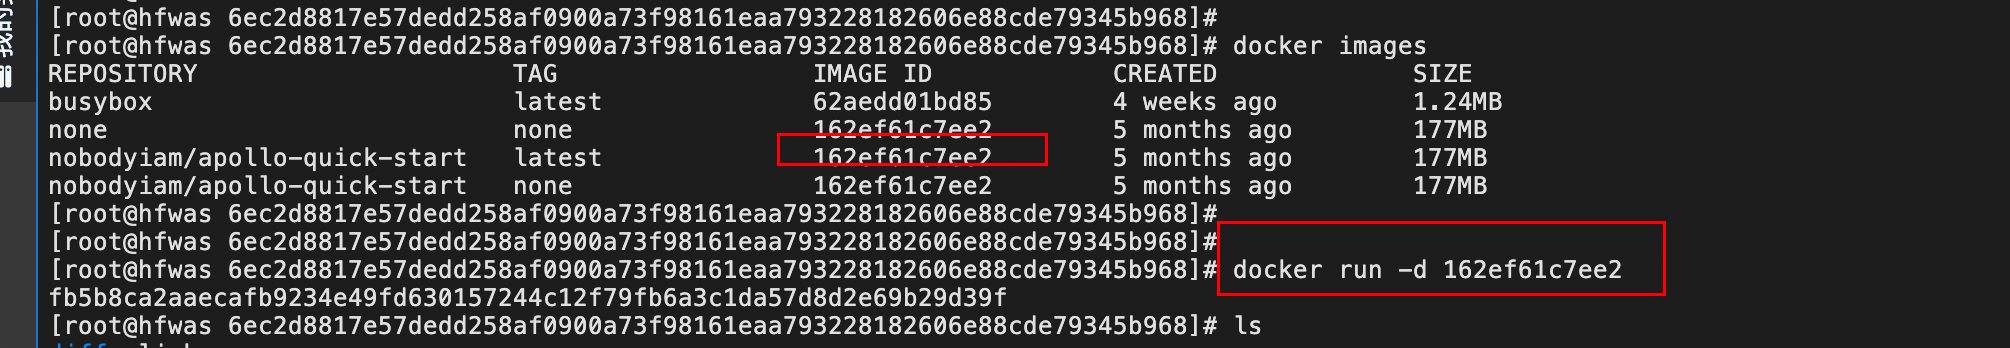 [root@hfwas 6ec2d8817e57dedd258af0900a73f98161eaa793228182606e88cde79345b968]#
[root@hfwas 6ec2d8817e57dedd258af0900a73f98161eaa793228182606e88cde79345b968]# docker images
REPOSITORY TAG IMAGE ID CREATED SIZE
busybox latest 62aedd01bd85 4 weeks ago 1.24MB
none none 162ef61c7ee2 5 months ago 177MB
nobodyiam/apollo-quick-start latest 162ef61c7ee2 5 months ago 177MB
nobodyiam/apollo-quick-start none 162ef61c7ee2 5 months ago 177MB
[root@hfwas 6ec2d8817e57dedd258af0900a73f98161eaa793228182606e88cde79345b968]#
[root@hfwas 6ec2d8817e57dedd258af0900a73f98161eaa793228182606e88cde79345b968]#
[root@hfwas 6ec2d8817e57dedd258af0900a73f98161eaa793228182606e88cde79345b968]# docker run -d 162ef61c7ee2
fb5b8ca2aaecafb9234e49fd630157244c12f79fb6a3c1da57d8d2e69b29d39f
[root@hfwas 6ec2d8817e57dedd258af0900a73f98161eaa793228182606e88cde79345b968]# ls